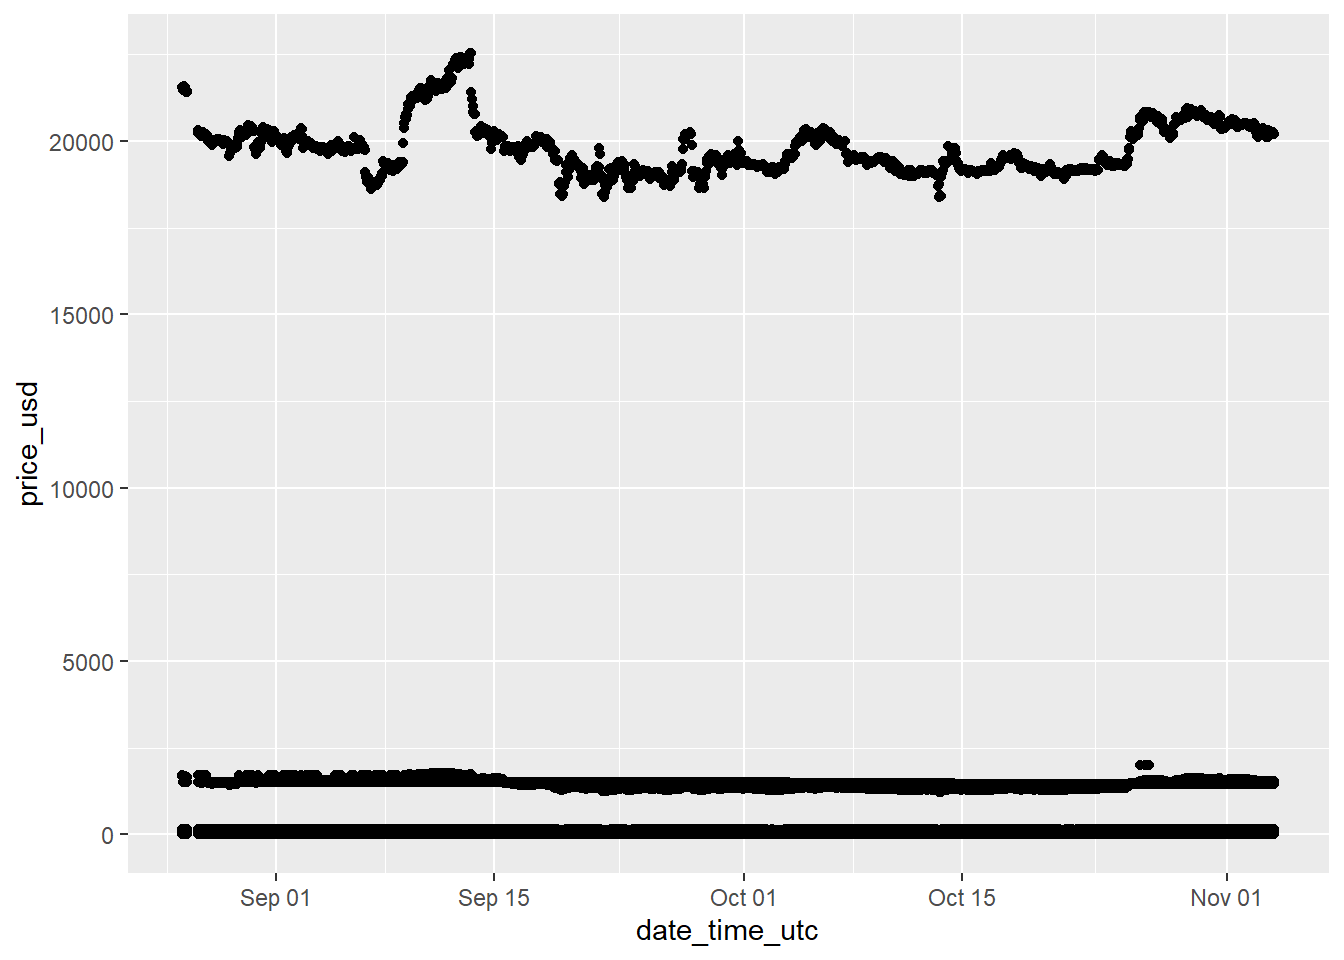 price_usd
20000
15000
10000
5000
0
Sep 01
Sep 15
Oct 01
Oct 15
Nov 01
date_time_utc